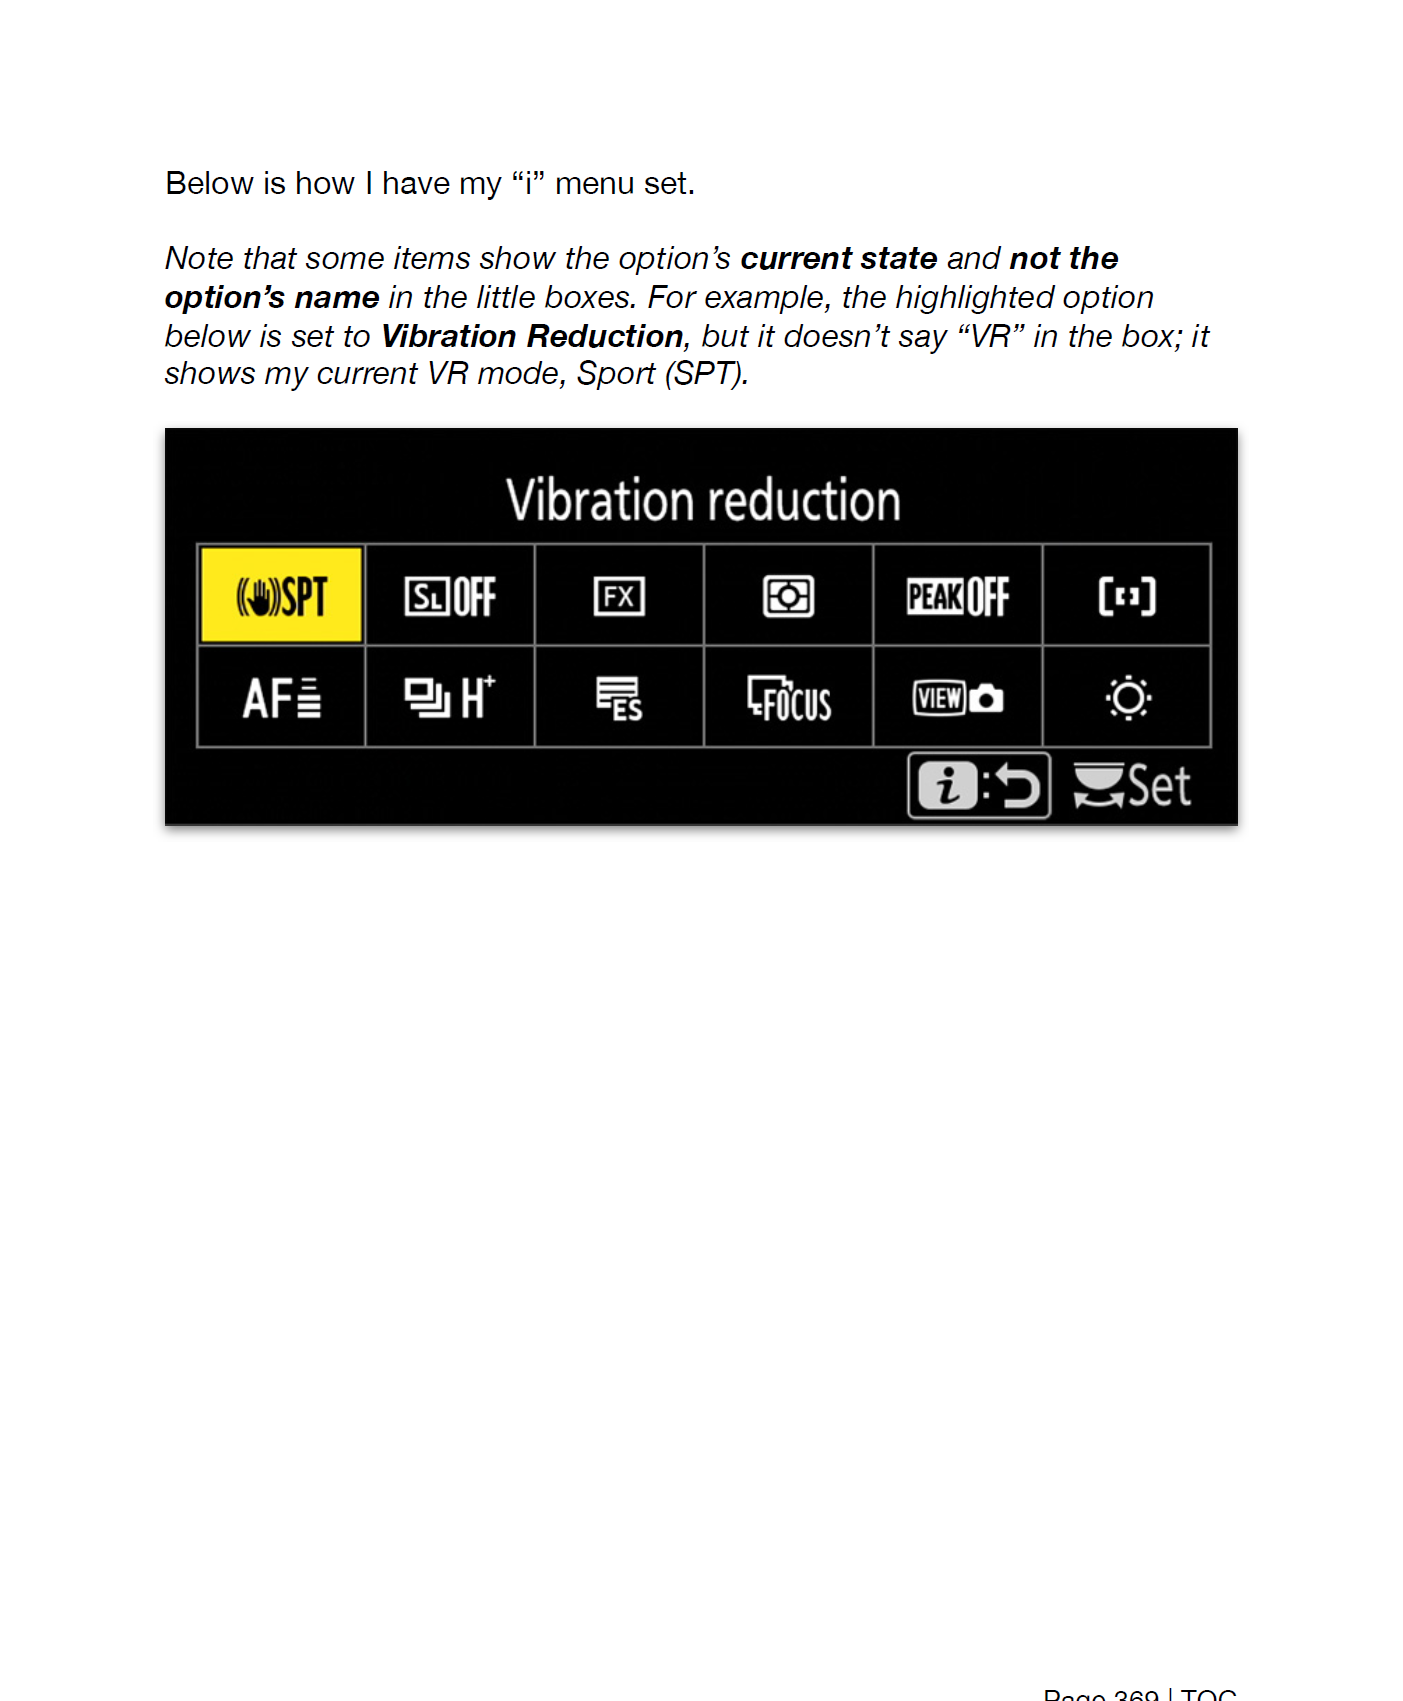 Below is how I have my “i” menu set.
Note that some items show the option’s current state and not the
option’s name in the little boxes. For example, the highlighted option
below is set to Vibration Reduction, but it doesn’t say “VR” in the box; it
shows my current VR mode, Sport (SPT).
Vibration reduction
SPT SL OFF FX PEAK OFF
AF H+ ES FOCUS VIEW
i: Set
Page 369 | TOC